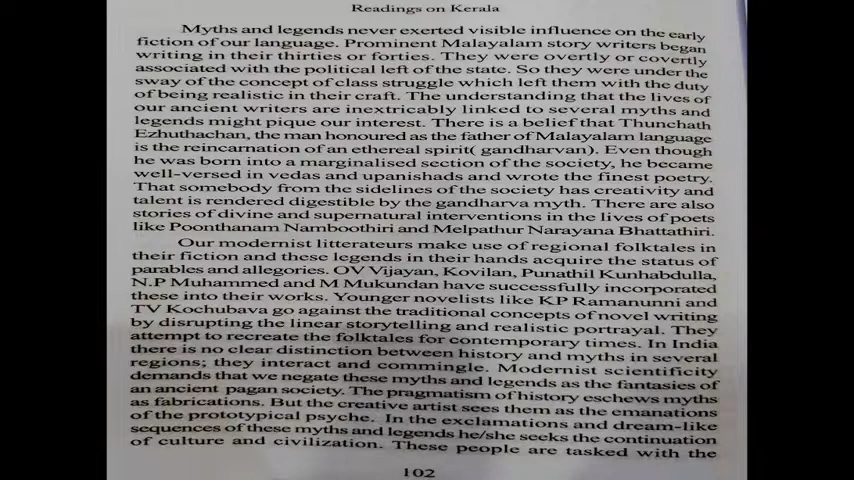 Readings on Kerala
Myths and legends never exerted visible influence on the early
fiction of our language. Prominent Malayalam story writers began
writing in their thirties or forties. They were overtly or covertly
associated with the political left of the state. So they were under the
sway of the concept of class struggle which left them with the duty
of being realistic in their craft. The understanding that the lives of
our ancient writers are inextricably linked to several myths and
legends might pique our interest. There is a belief that Thunchath
Ezhuthachan, the man honoured as the father of Malayalam language
is the reincarnation of an ethereal spirit( gandharvan). Even though
he was born into a marginalised section of the society, he became
well-versed in vedas and upanishads and wrote the finest poetry.
That somebody from the sidelines of the society has creativity and
talent is rendered digestible by the gandharva myth. There are also
stories of divine and supernatural interventions in the lives of poets
like Poonthanam Namboothiri and Melpathur Narayana Bhattathiri.
Our modernist litterateurs make use of regional folktales in
their fiction and these legends in their hands acquire the status of
parables and allegories. OV Vijayan, Kovilan, Punathil Kunhabdulla,
N.P Muhammed and M Mukundan have successfully incorporated
these into their works. Younger novelists like KP Ramanunni and
TV Kochubava go against the traditional concepts of novel writing
by disrupting the linear storytelling and realistic portrayal. They
attempt to recreate the folktales for contemporary times. In India
there is no clear distinction between history and myths in several
regions; they interact and commingle. Modernist scientificity
demands that we negate these myths and legends as the fantasies of
an ancient pagan society. The pragmatism of history eschews myths
as fabrications. But the creative artist sees them as the emanations
of the prototypical psyche. In the exclamations and dream-like
sequences of these myths and legends he/she seeks the continuation
of culture and civilization. These people are tasked with the
102